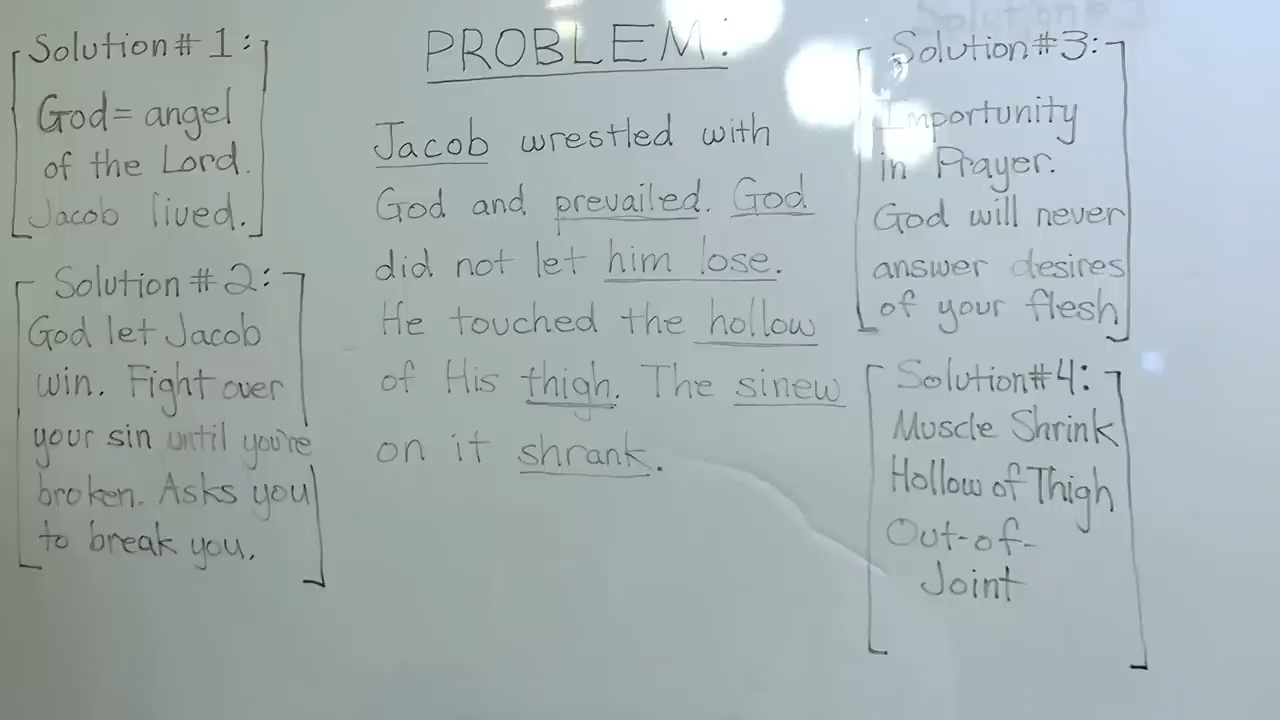 Solution # 1:
God = angel
of the Lord.
Jacob lived.
Solution # 2:
God let Jacob
win. Fight over
your sin until you're
broken. Asks you
to break you.
PROBLEM:
Jacob wrestled with
God and prevailed. God
did not let him lose.
He touched the hollow
of His thigh. The sinew
on it shrank.
Solution #3:
Importunity
in Prayer.
God will never
answer desires
of your flesh
Solution #4:
Muscle Shrink
Hollow of Thigh
Out-of-
Joint